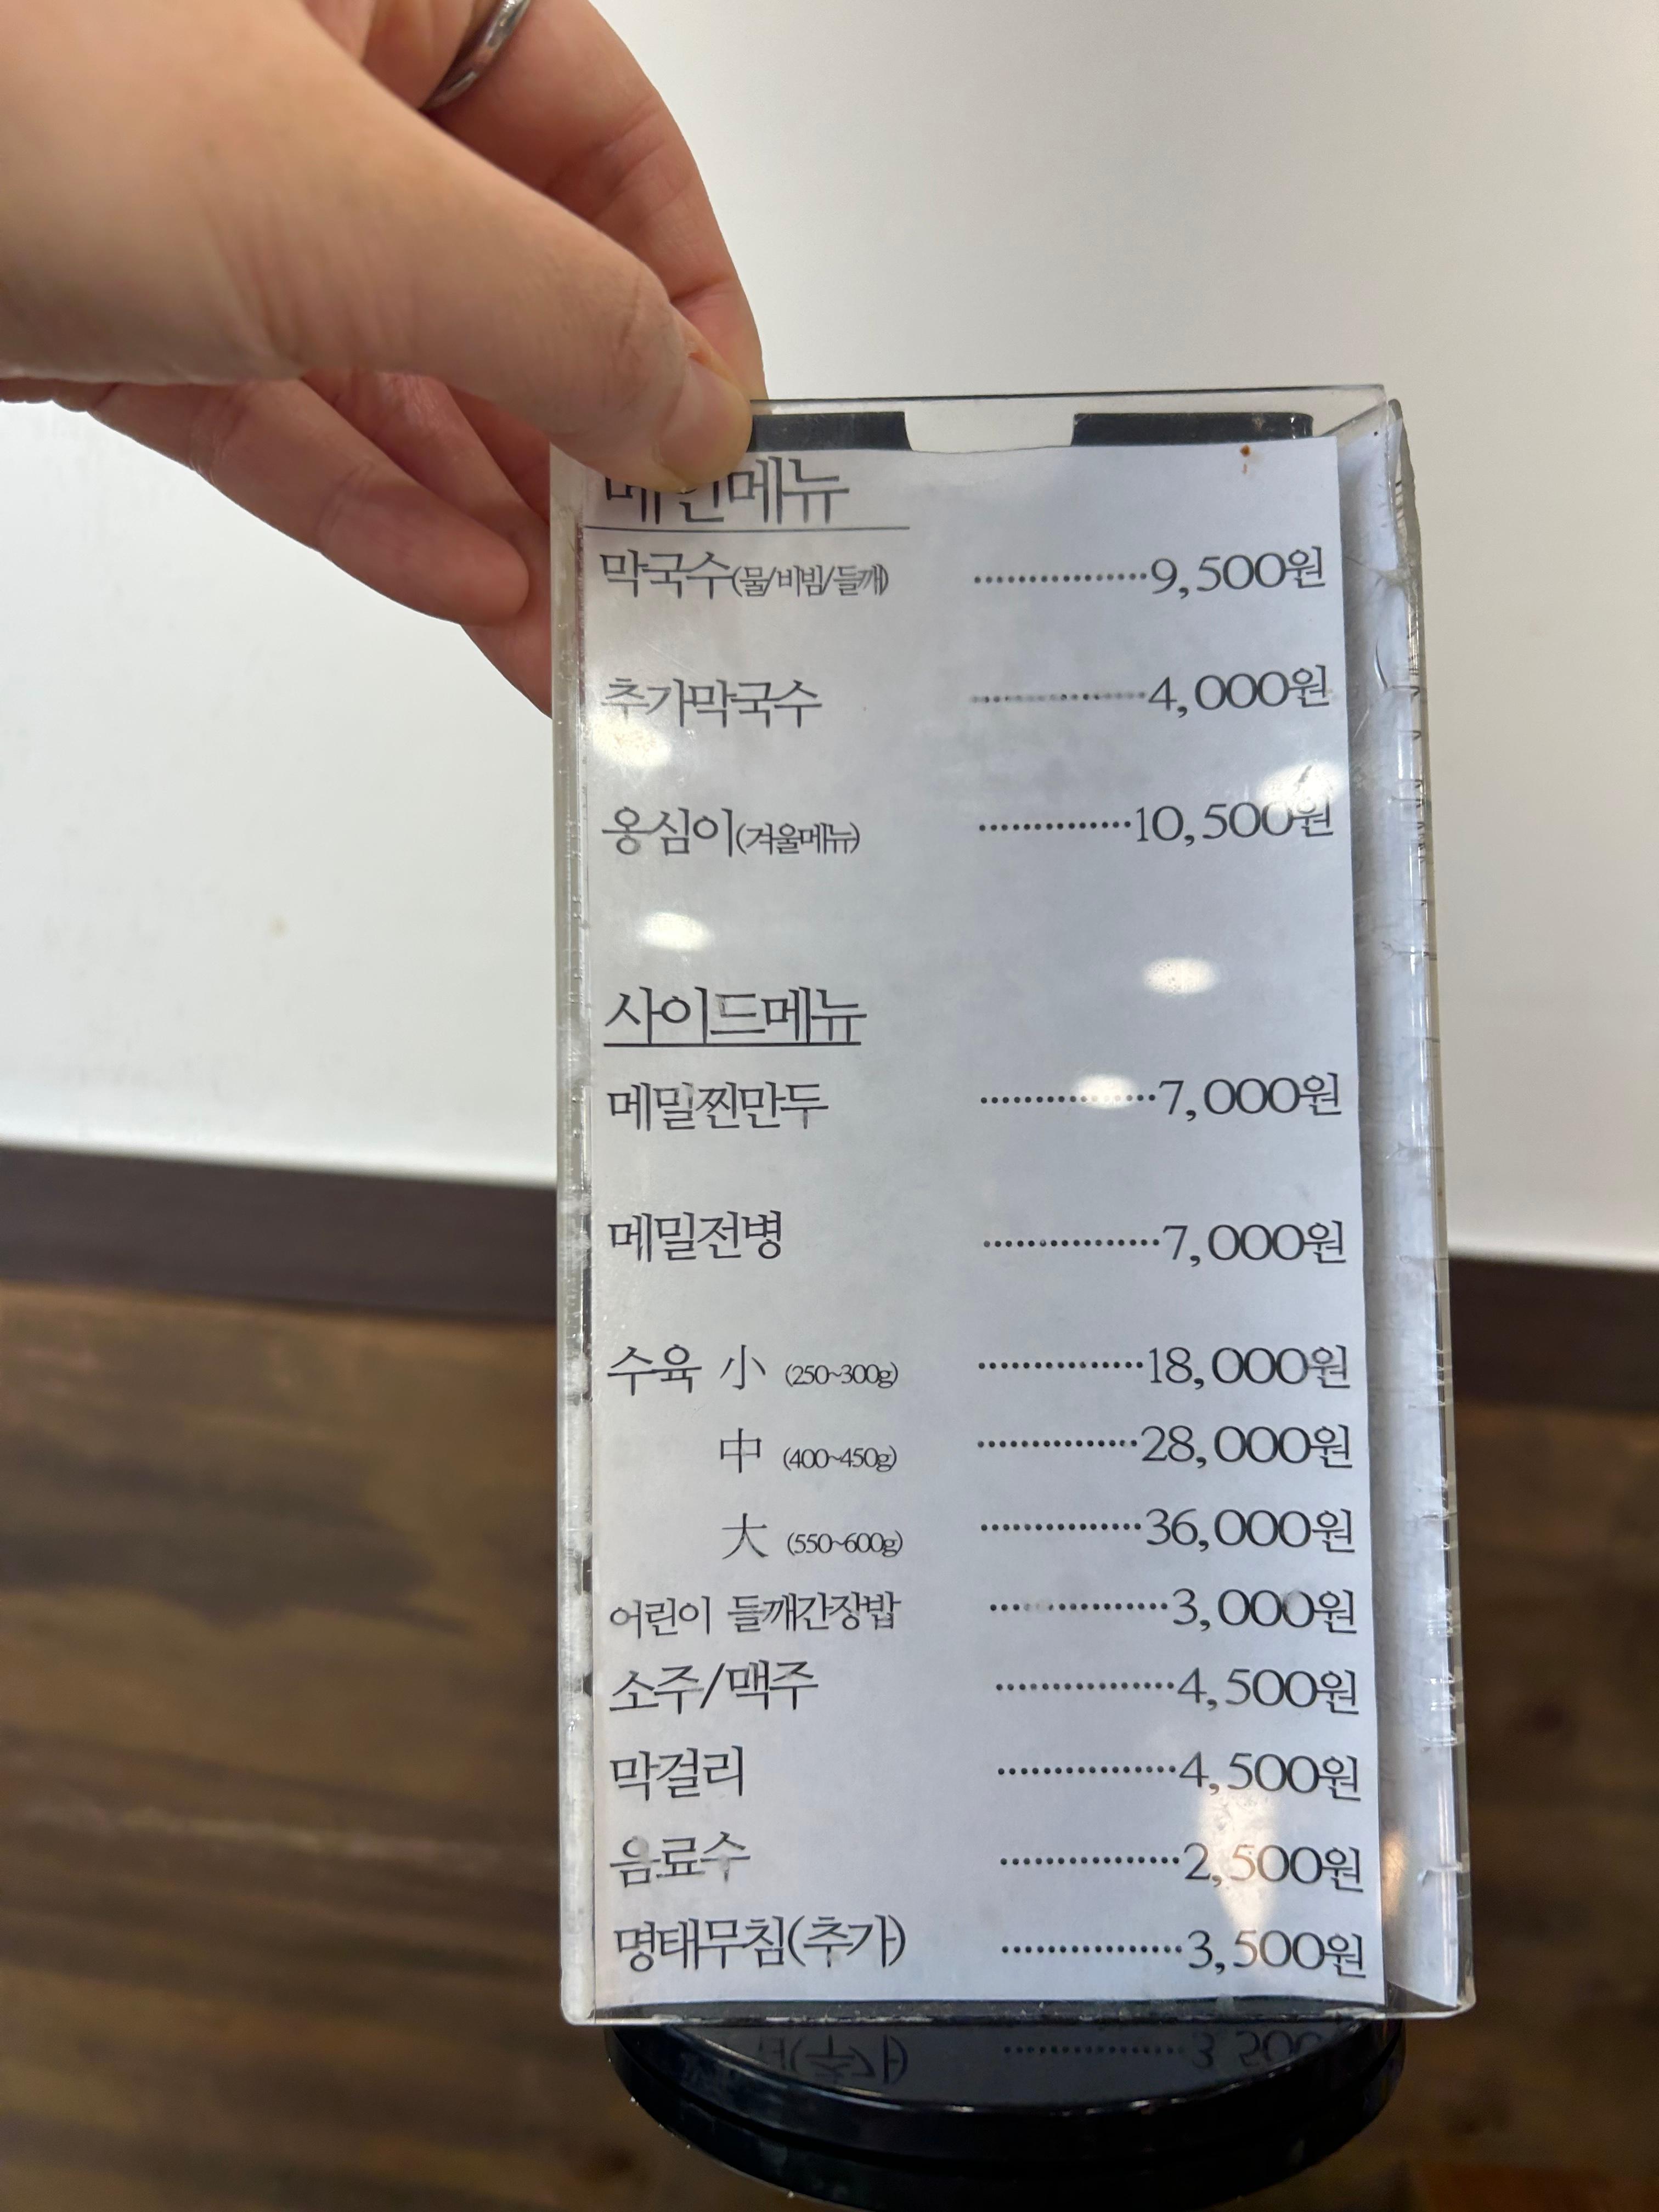 메인메뉴
막국수(물/비빔/들깨) ················9,500원
추가막국수 ················4,000원
옹심이(겨울메뉴) ··············10,500원
사이드메뉴
메밀찐만두 ················7,000원
메밀전병 ················7,000원
수육 小 (250~300g) ···············18,000원
中 (400~450g) ···············28,000원
大 (550~600g) ···············36,000원
어린이 들깨간장밥 ················3,000원
소주/맥주 ················4,500원
막걸리 ················4,500원
음료수 ················2,500원
명태무침(추가) ················3,500원